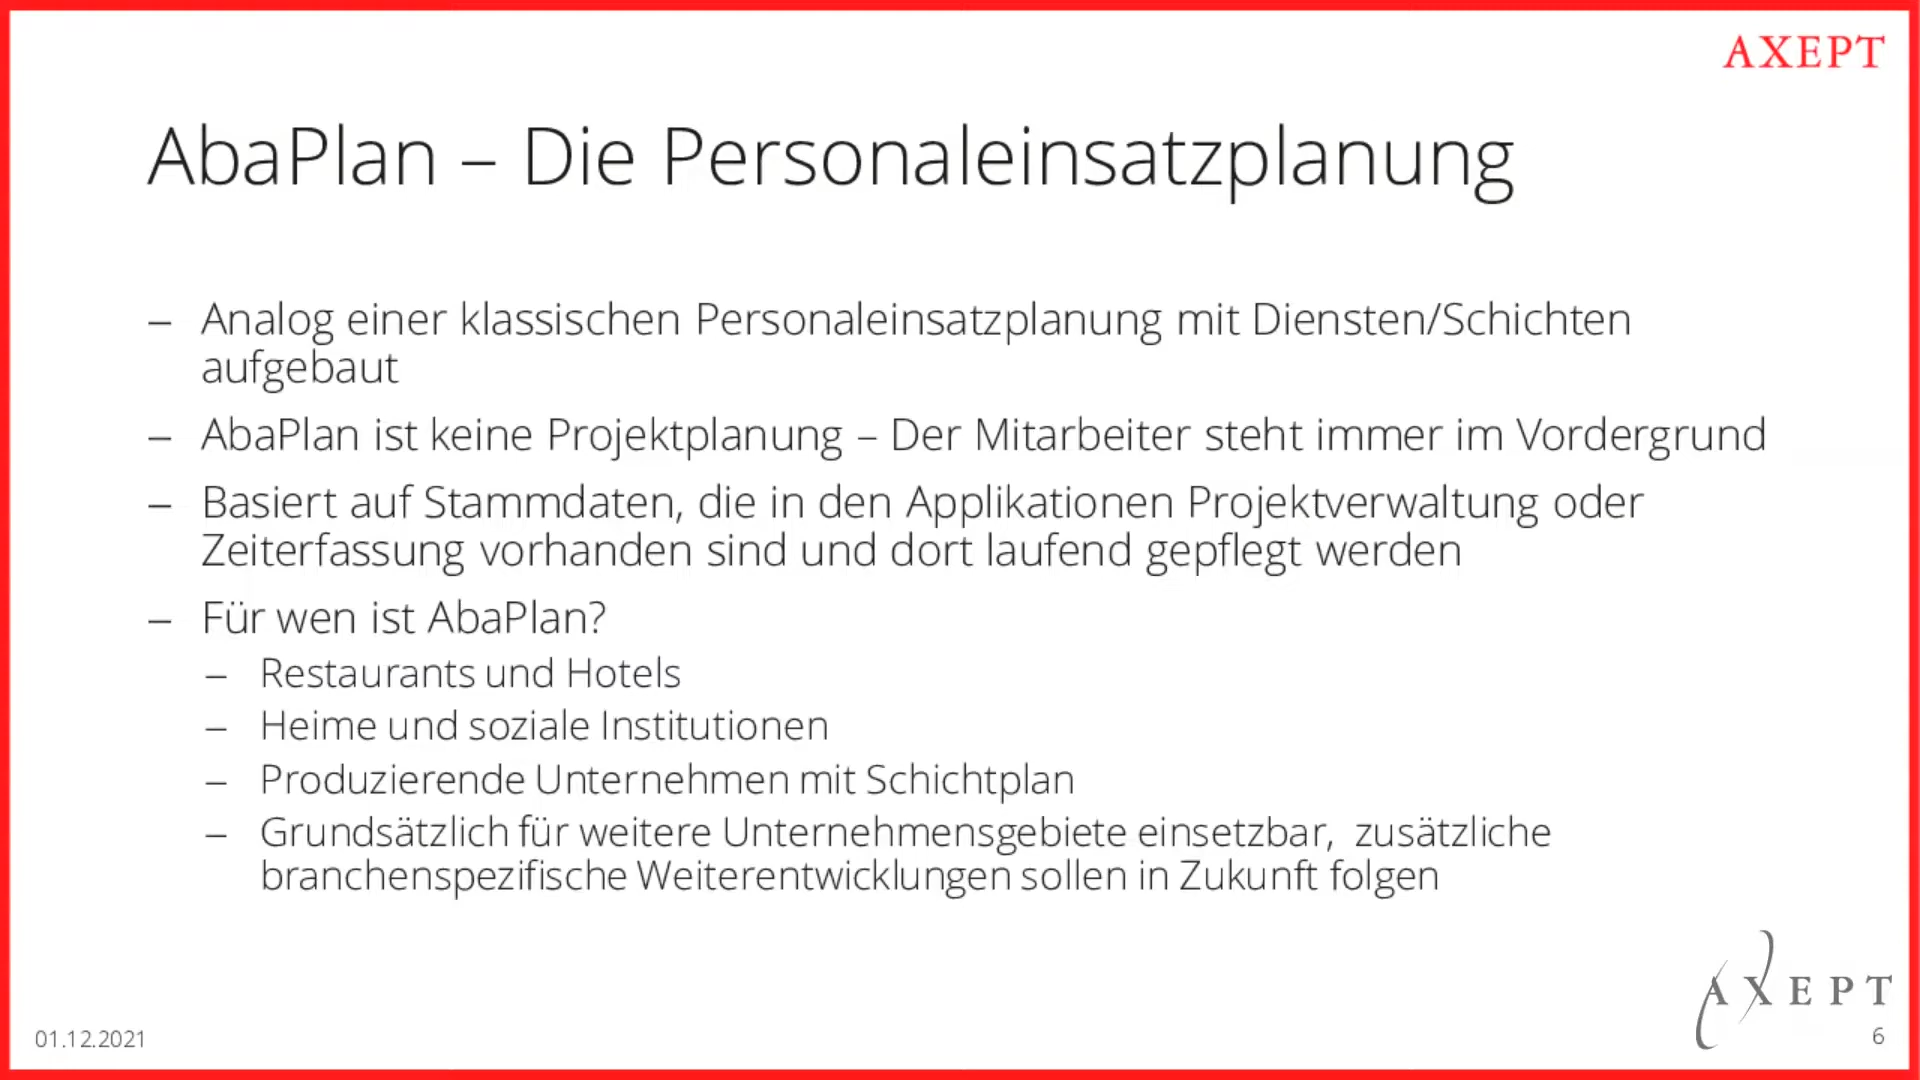 AXEPT
AbaPlan – Die Personaleinsatzplanung
– Analog einer klassischen Personaleinsatzplanung mit Diensten/Schichten
aufgebaut
– AbaPlan ist keine Projektplanung – Der Mitarbeiter steht immer im Vordergrund
– Basiert auf Stammdaten, die in den Applikationen Projektverwaltung oder
Zeiterfassung vorhanden sind und dort laufend gepflegt werden
– Für wen ist AbaPlan?
– Restaurants und Hotels
– Heime und soziale Institutionen
– Produzierende Unternehmen mit Schichtplan
– Grundsätzlich für weitere Unternehmensgebiete einsetzbar, zusätzliche
branchenspezifische Weiterentwicklungen sollen in Zukunft folgen
AXEPT
01.12.2021
6